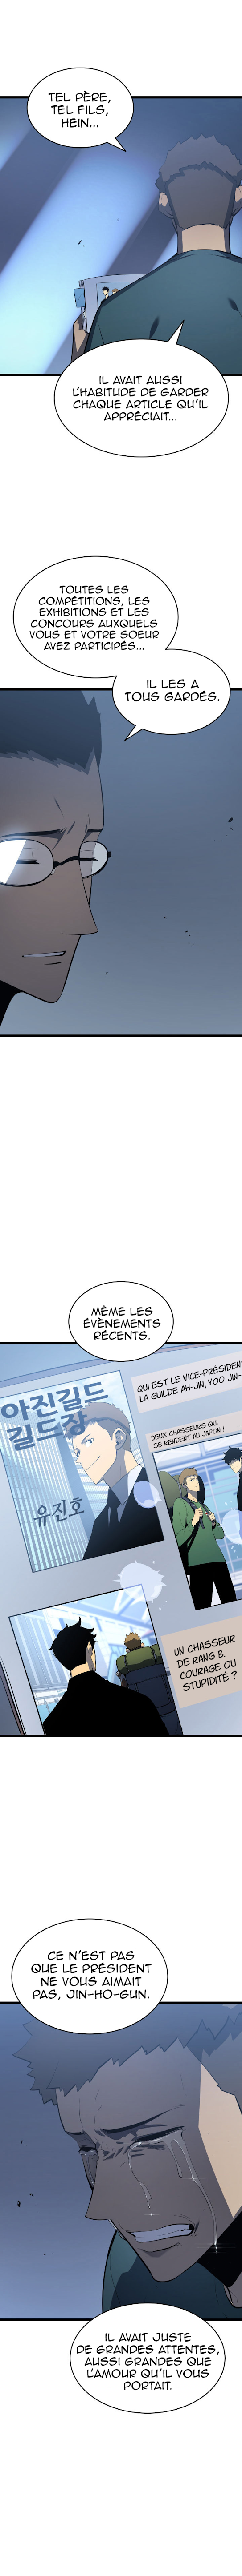 TEL PÈRE,
TEL FILS,
HEIN...
IL AVAIT AUSSI
L'HABITUDE DE GARDER
CHAQUE ARTICLE QU'IL
APPRÉCIAIT...
TOUTES LES
COMPÉTITIONS, LES
EXHIBITIONS ET LES
CONCOURS AUXQUELS
VOUS ET VOTRE SOEUR
AVEZ PARTICIPÉS...
IL LES A
TOUS GARDÉS.
MÊME LES
ÉVÈNEMENTS
RÉCENTS.
QUI EST LE VICE-PRÉSIDENT
LA GUILDE AH-JIN, YOO JIN-
아진길드
길드장
유진호
DEUX CHASSEURS QUI
SE RENDENT AU JAPON !
UN CHASSEUR
DE RANG B.
COURAGE OU
STUPIDITÉ ?
CE N'EST PAS
QUE LE PRÉSIDENT
NE VOUS AIMAIT
PAS, JIN-HO-GUN.
IL AVAIT JUSTE
DE GRANDES ATTENTES,
AUSSI GRANDES QUE
L'AMOUR QU'IL VOUS
PORTAIT.